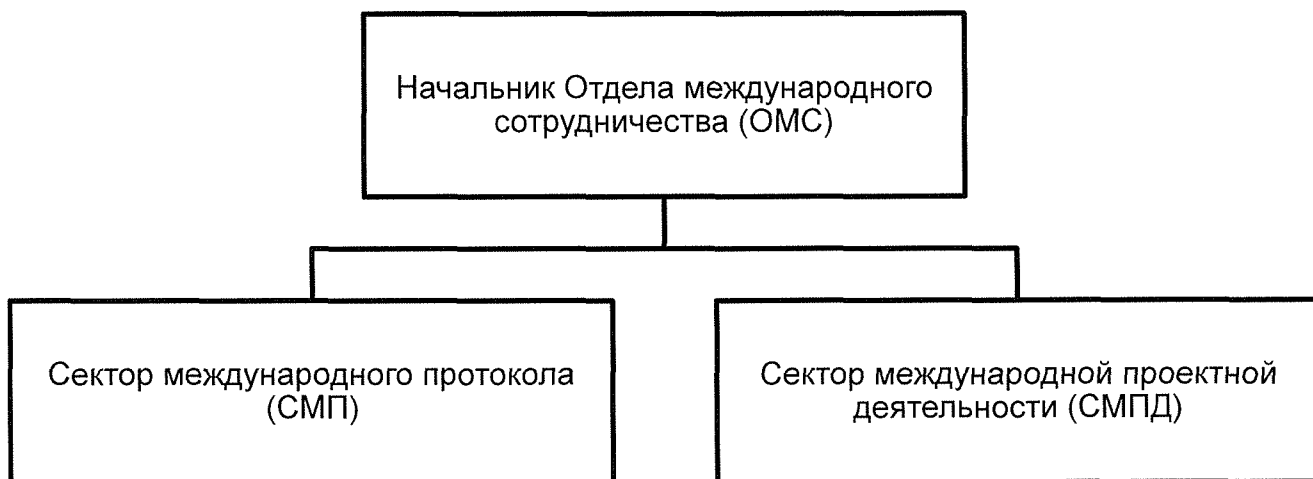 Начальник Отдела международного
сотрудничества (ОМС)
Сектор международного протокола
(СМП)
Сектор международной проектной
деятельности (СМПД)